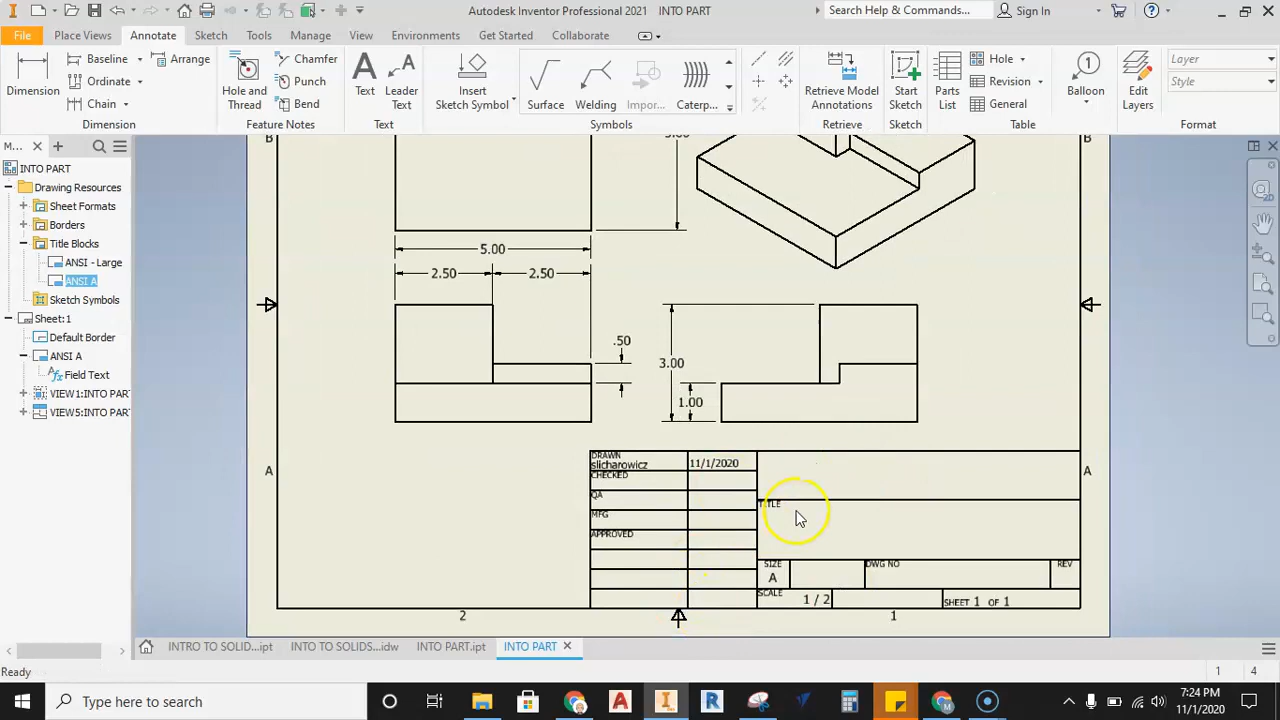 I
Autodesk Inventor Professional 2021 INTO PART
Search Help & Commands...
Sign In
File
Place Views
Annotate
Sketch
Tools
Manage
View
Environments
Get Started
Collaborate
Dimension
Baseline
Ordinate
Chain
Arrange
Dimension
Hole and
Thread
Chamfer
Punch
Bend
Feature Notes
A
Text
A
Leader
Text
Text
Insert
Sketch Symbol
Surface
Welding
Impor...
Caterp...
Symbols
Retrieve Model
Annotations
Retrieve
Start
Sketch
Sketch
Parts
List
Hole
Revision
General
Table
1
Balloon
Edit
Layers
Layer
Style
Format
M...
INTO PART
Drawing Resources
Sheet Formats
Borders
Title Blocks
ANSI - Large
ANSI A
Sketch Symbols
Sheet:1
Default Border
ANSI A
Field Text
VIEW1:INTO PAR
VIEW5:INTO PAR
B
B
5.00
2.50
2.50
.50
3.00
1.00
A
A
DRAWN
slicharowicz
11/1/2020
CHECKED
QA
MFG
APPROVED
TITLE
SIZE
A
DWG NO
REV
SCALE
1 / 2
SHEET 1 OF 1
2
1
INTRO TO SOLID...ipt
INTO TO SOLIDS...idw
INTO PART.ipt
INTO PART
Ready
1
4
Type here to search
7:24 PM
11/1/2020